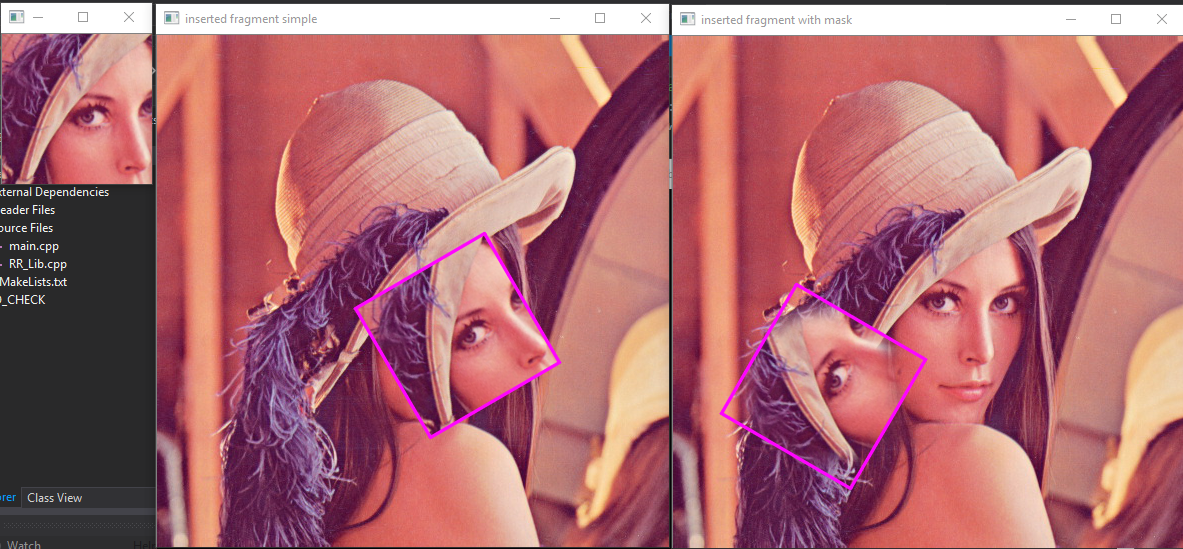 inserted fragment simple
inserted fragment with mask
xternal Dependencies
eader Files
ource Files
main.cpp
RR_Lib.cpp
MakeLists.txt
_CHECK
rer Class View
Watch